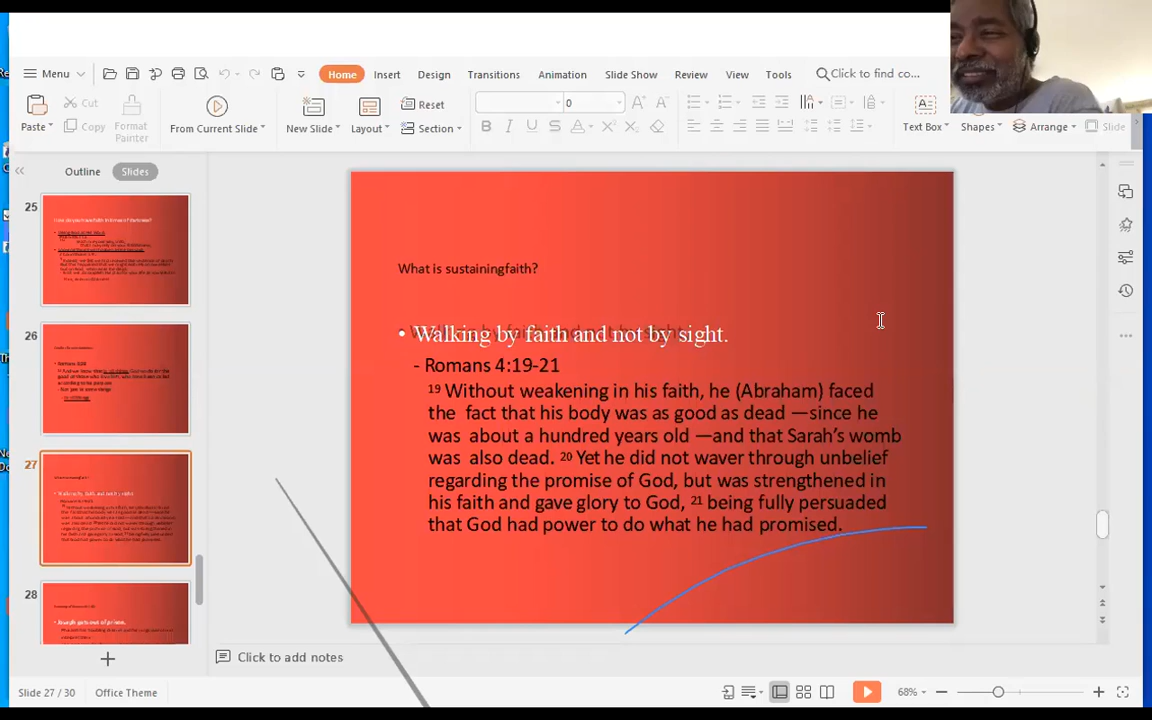 Menu Home Insert Design Transitions Animation Slide Show Review View Tools Click to find co...
Cut Reset 0
Paste Copy Format Painter From Current Slide New Slide Layout Section B I U S A Text Box Shapes Arrange Slide
Outline Slides
25
26
27
28
What is sustainingfaith?
• Walking by faith and not by sight.
- Romans 4:19-21
19 Without weakening in his faith, he (Abraham) faced
the fact that his body was as good as dead —since he
was about a hundred years old —and that Sarah's womb
was also dead. 20 Yet he did not waver through unbelief
regarding the promise of God, but was strengthened in
his faith and gave glory to God, 21 being fully persuaded
that God had power to do what he had promised.
• Joseph gets out of prison.
Click to add notes
Slide 27 / 30 Office Theme 68%